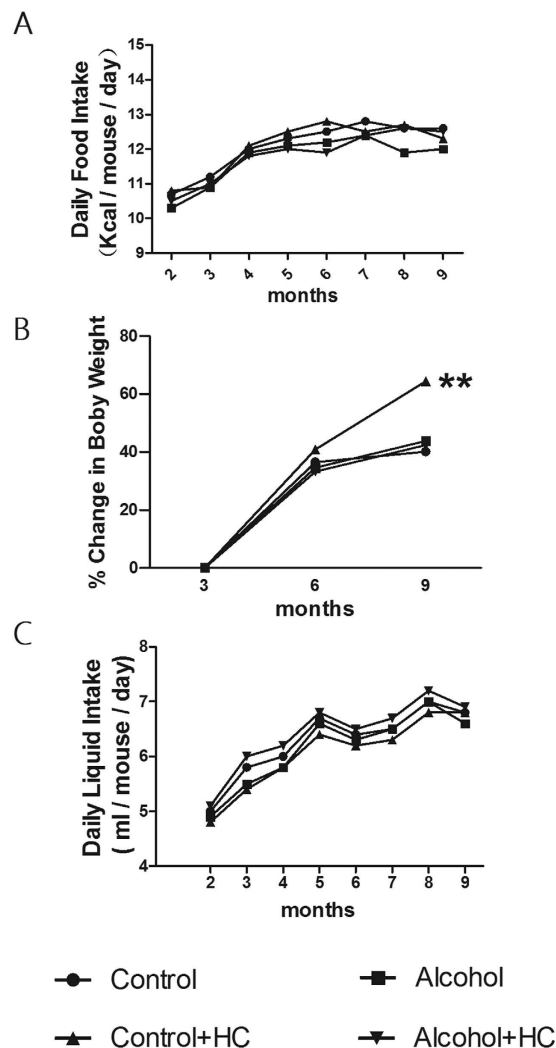 A
Daily Food Intake
(Kcal / mouse / day)
15
14
13
12
11
10
9
2 3 4 5 6 7 8 9
months
B
% Change in Boby Weight
80
60
40
20
0
**
3 6 9
months
C
Daily Liquid Intake
( ml / mouse / day)
8
7
6
5
4
2 3 4 5 6 7 8 9
months
Control Alcohol
Control+HC Alcohol+HC